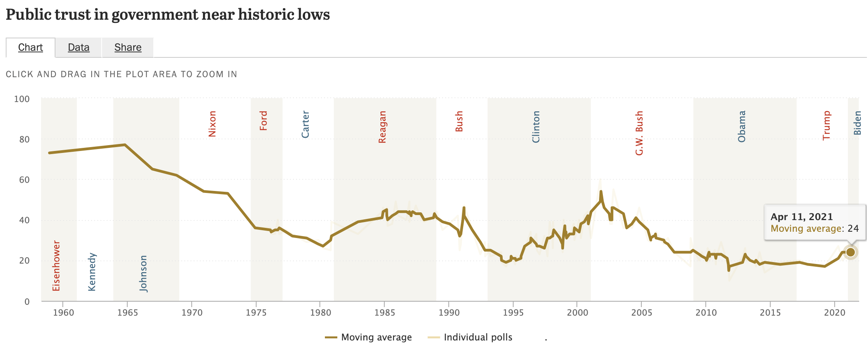 Public trust in government near historic lows
Chart Data Share
CLICK AND DRAG IN THE PLOT AREA TO ZOOM IN
100
80
60
40
20
0
Eisenhower
Kennedy
Johnson
Nixon
Ford
Carter
Reagan
Bush
Clinton
G.W. Bush
Obama
Trump
Biden
Apr 11, 2021
Moving average: 24
1960 1965 1970 1975 1980 1985 1990 1995 2000 2005 2010 2015 2020
Moving average Individual polls